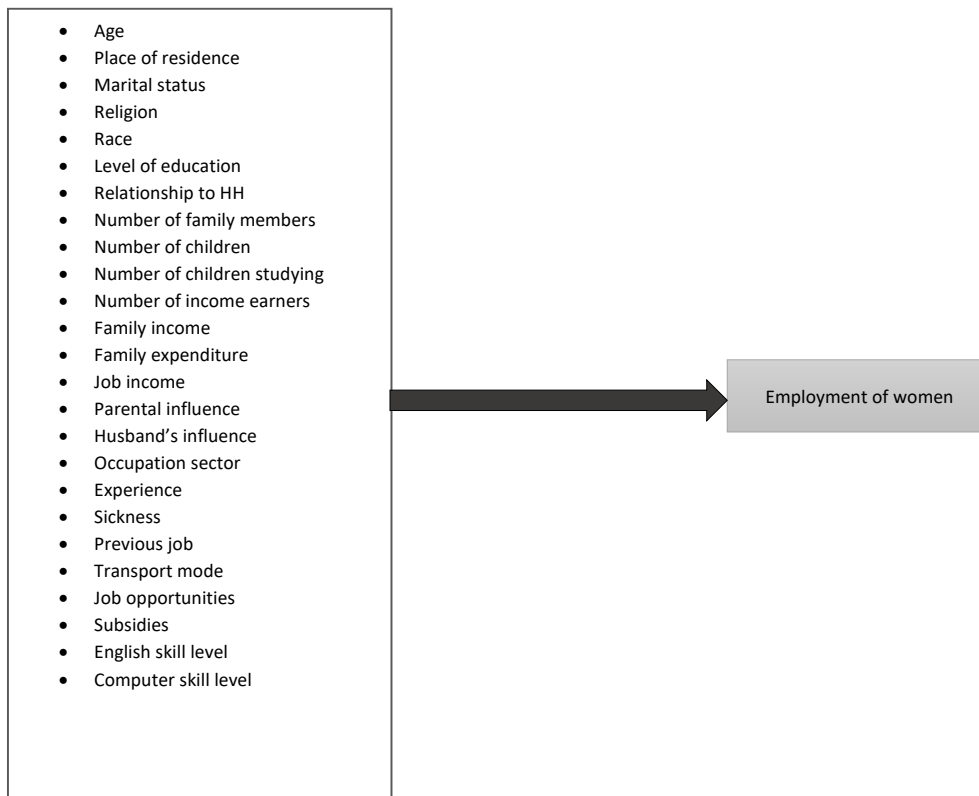 • Age
• Place of residence
• Marital status
• Religion
• Race
• Level of education
• Relationship to HH
• Number of family members
• Number of children
• Number of children studying
• Number of income earners
• Family income
• Family expenditure
• Job income
• Parental influence
• Husband’s influence
• Occupation sector
• Experience
• Sickness
• Previous job
• Transport mode
• Job opportunities
• Subsidies
• English skill level
• Computer skill level
Employment of women